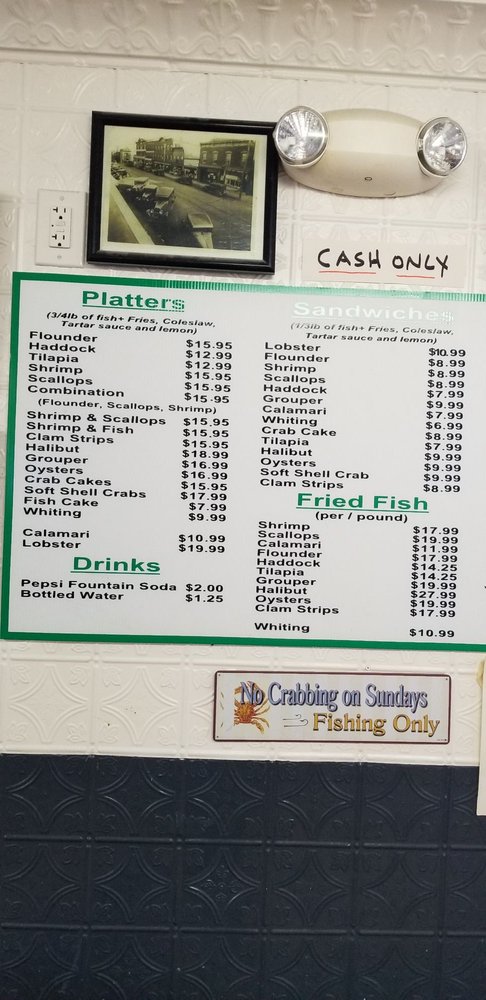 CASH ONLY
Platters
(3/4lb of fish+ Fries, Coleslaw,
Tartar sauce and lemon)
Flounder $15.95
Haddock $12.99
Tilapia $12.99
Shrimp $15.95
Scallops $15.95
Combination $15.95
(Flounder, Scallops, Shrimp)
Shrimp & Scallops $15.95
Shrimp & Fish $15.95
Clam Strips $15.95
Halibut $18.99
Grouper $16.99
Oysters $16.99
Crab Cakes $15.95
Soft Shell Crabs $17.99
Fish Cake $7.99
Whiting $9.99
Calamari $10.99
Lobster $19.99
Drinks
Pepsi Fountain Soda $2.00
Bottled Water $1.25
Sandwiches
(1/3lb of fish+ Fries, Coleslaw,
Tartar sauce and lemon)
Lobster $10.99
Flounder $8.99
Shrimp $8.99
Scallops $8.99
Haddock $7.99
Grouper $9.99
Calamari $7.99
Whiting $6.99
Crab Cake $8.99
Tilapia $7.99
Halibut $9.99
Oysters $9.99
Soft Shell Crab $9.99
Clam Strips $8.99
Fried Fish
(per / pound)
Shrimp $17.99
Scallops $19.99
Calamari $11.99
Flounder $17.99
Haddock $14.25
Tilapia $14.25
Grouper $19.99
Halibut $27.99
Oysters $19.99
Clam Strips $17.99
Whiting $10.99
No Crabbing on Sundays
Fishing Only